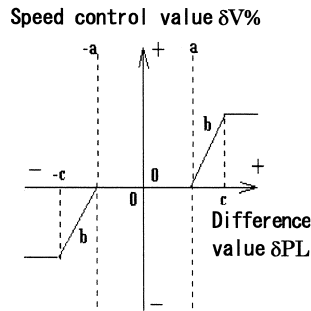 Speed control value δV%
-a + a
b
− -c 0 +
0 c
b Difference
value δPL
−